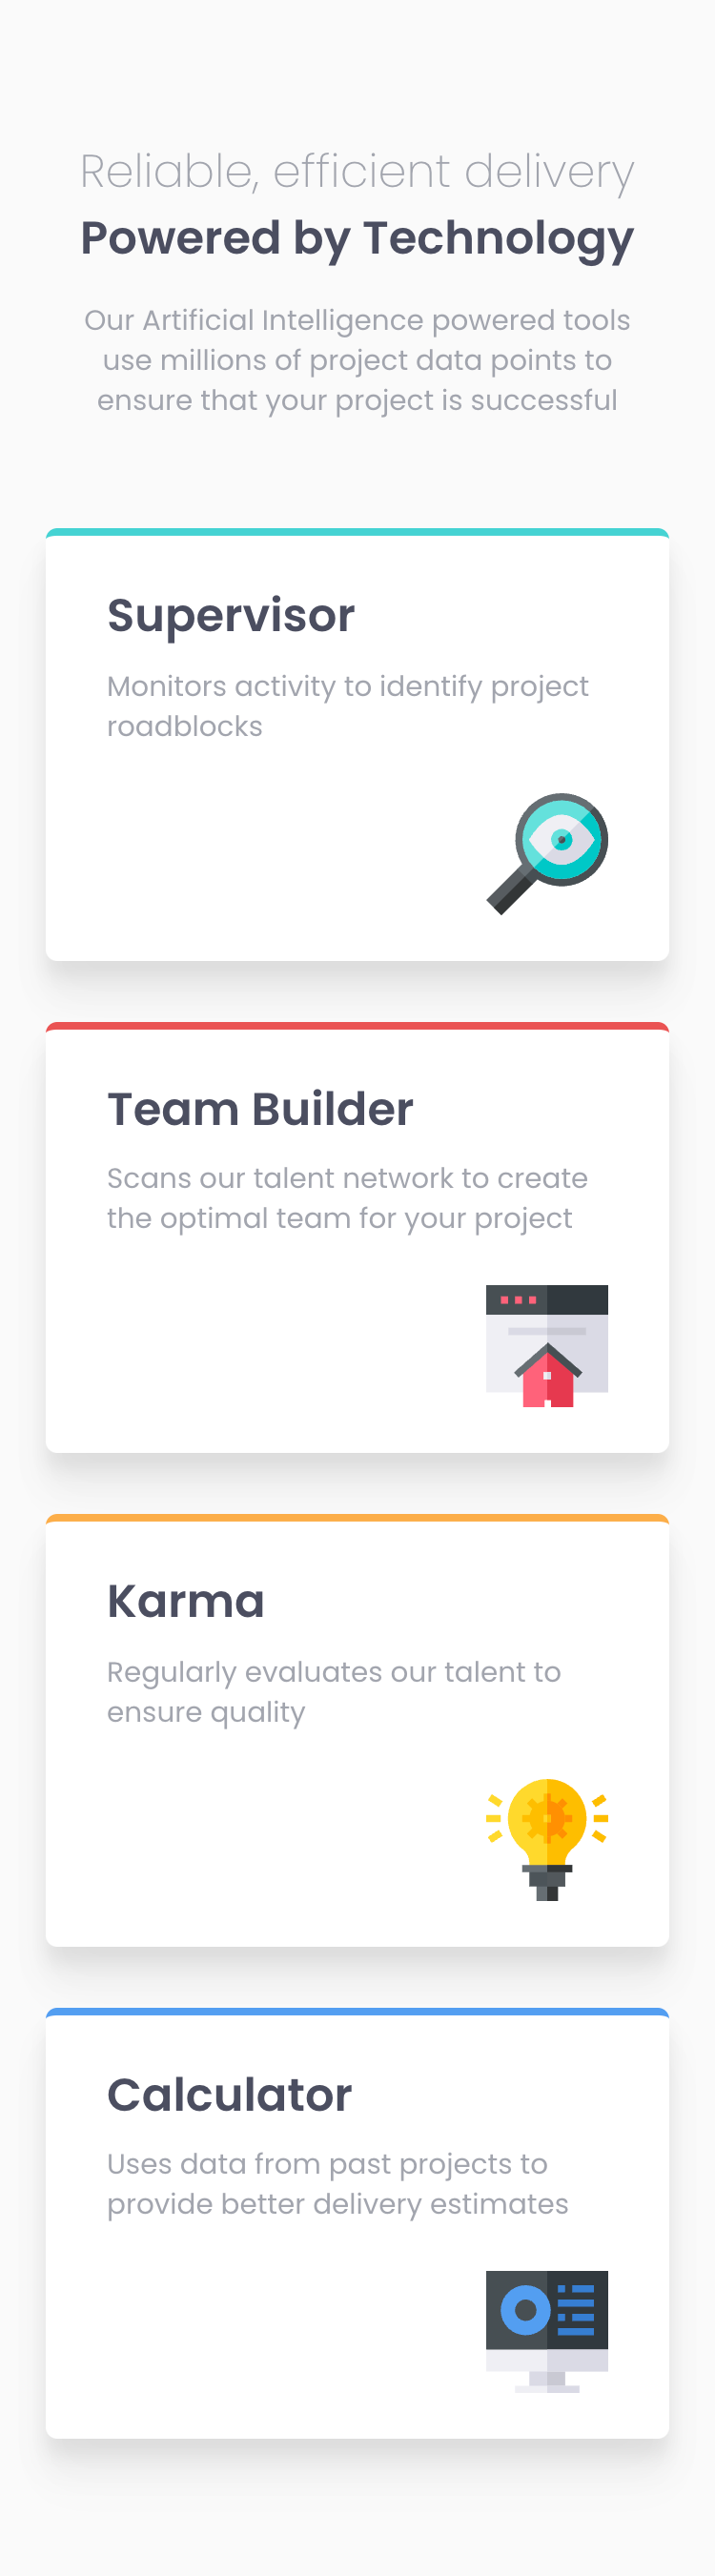 Reliable, efficient delivery
Powered by Technology
Our Artificial Intelligence powered tools
use millions of project data points to
ensure that your project is successful
Supervisor
Monitors activity to identify project
roadblocks
Team Builder
Scans our talent network to create
the optimal team for your project
Karma
Regularly evaluates our talent to
ensure quality
Calculator
Uses data from past projects to
provide better delivery estimates